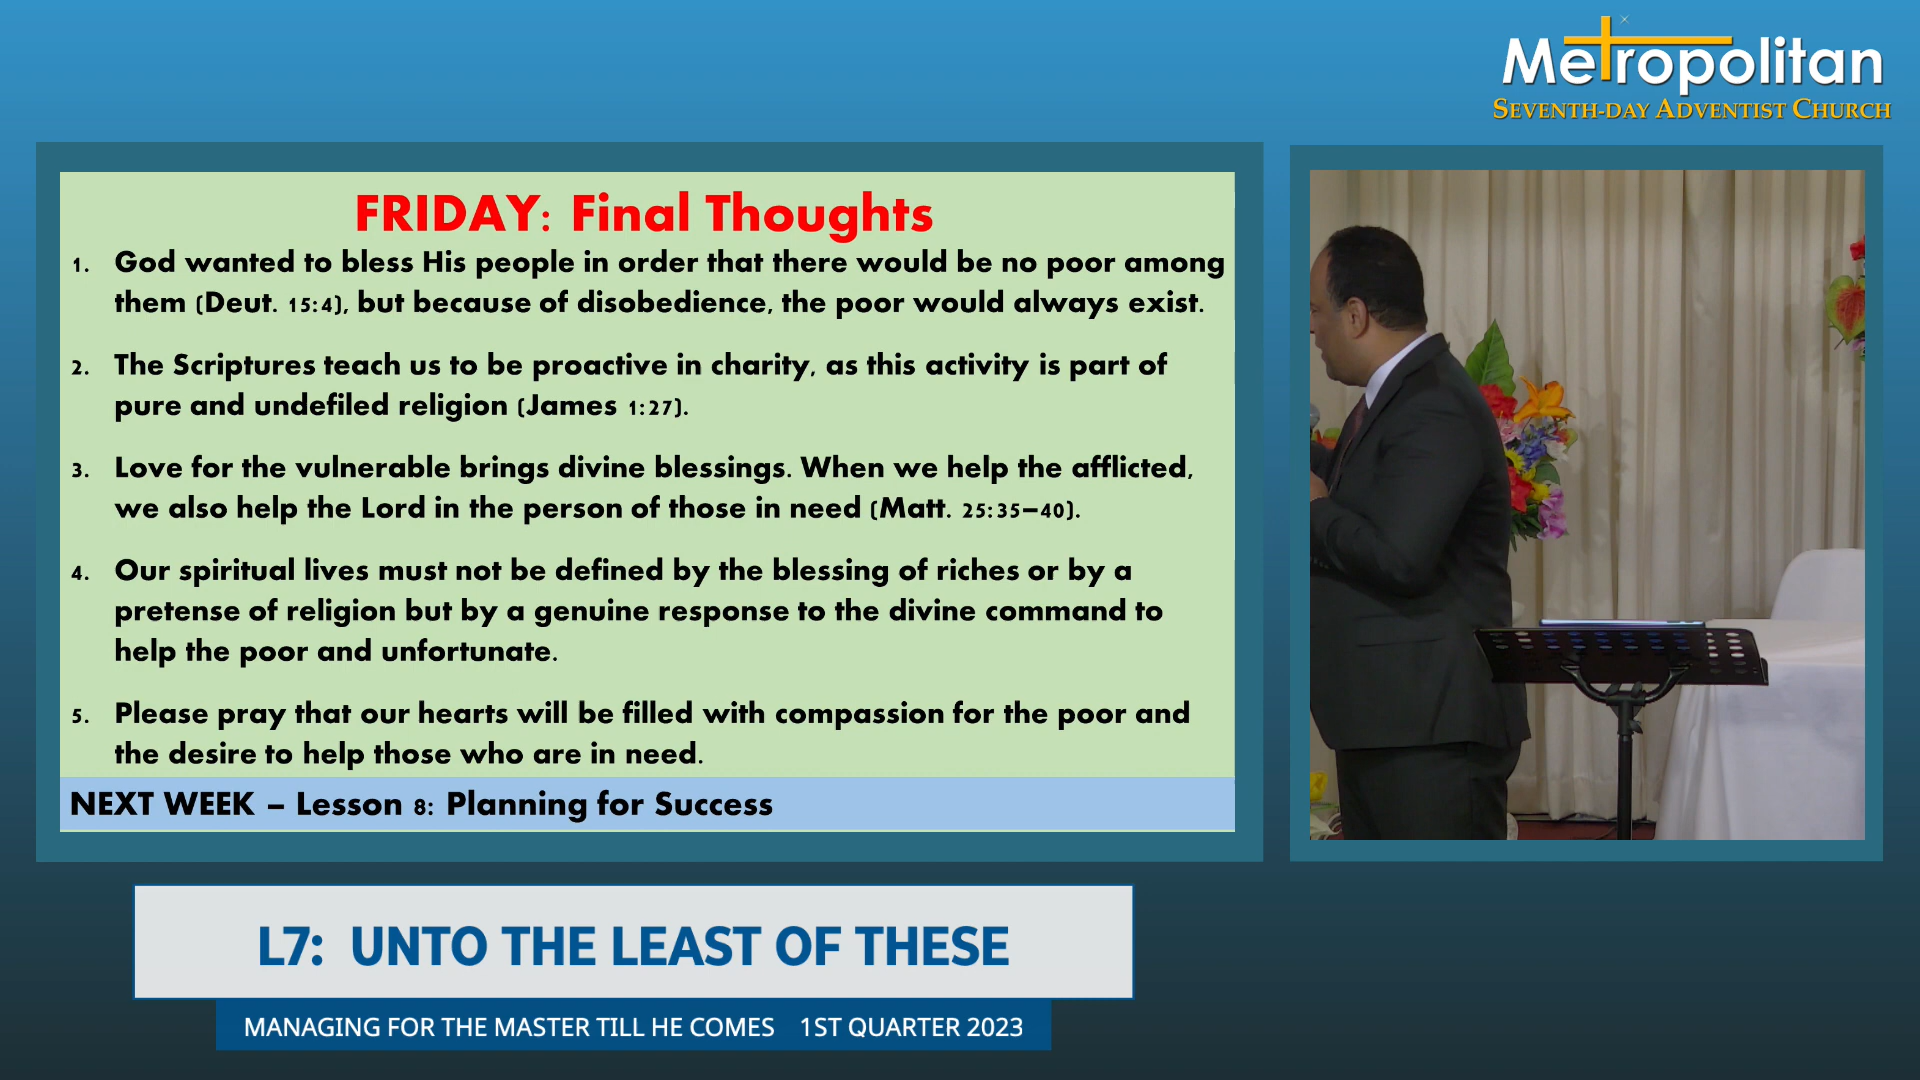 Metropolitan
SEVENTH-DAY ADVENTIST CHURCH
FRIDAY: Final Thoughts
1. God wanted to bless His people in order that there would be no poor among
them (Deut. 15:4), but because of disobedience, the poor would always exist.
2. The Scriptures teach us to be proactive in charity, as this activity is part of
pure and undefiled religion (James 1:27).
3. Love for the vulnerable brings divine blessings. When we help the afflicted,
we also help the Lord in the person of those in need (Matt. 25:35–40).
4. Our spiritual lives must not be defined by the blessing of riches or by a
pretense of religion but by a genuine response to the divine command to
help the poor and unfortunate.
5. Please pray that our hearts will be filled with compassion for the poor and
the desire to help those who are in need.
NEXT WEEK – Lesson 8: Planning for Success
L7: UNTO THE LEAST OF THESE
MANAGING FOR THE MASTER TILL HE COMES 1ST QUARTER 2023